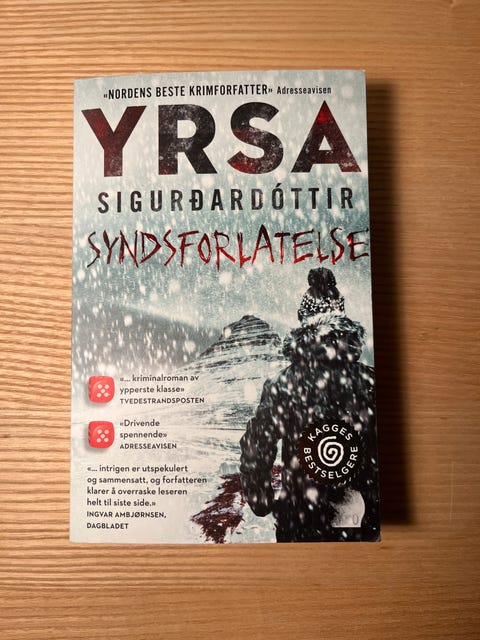 «NORDENS BESTE KRIMFORFATTER» Adresseavisen
YRSA
SIGURÐARDÓTTIR
SYNDSFORLATELSE
«... kriminalroman av
ypperste klasse»
TVEDESTRANDSPOSTEN
«Drivende
spennende»
ADRESSEAVISEN
«... intrigen er utspekulert
og sammensatt, og forfatteren
klarer å overraske leseren
helt til siste side.»
INGVAR AMBJØRNSEN,
DAGBLADET
KAGGES
BESTSELGERE